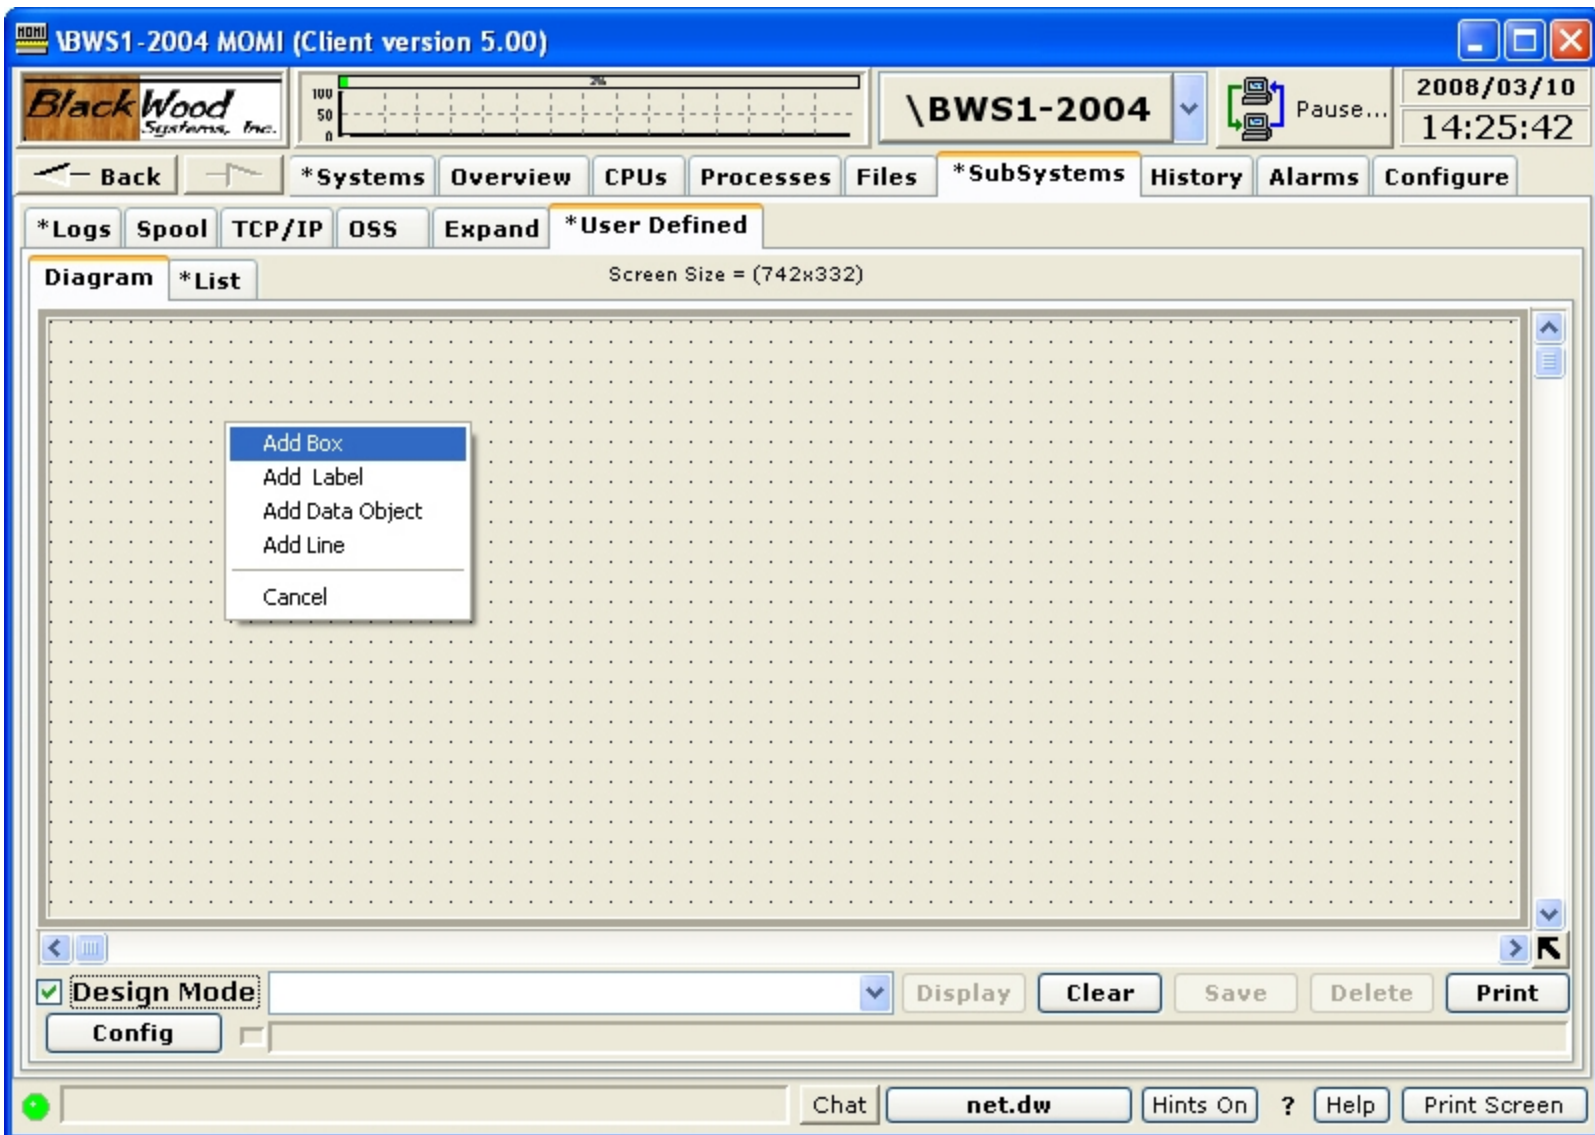 MOMI
\BWS1-2004 MOMI (Client version 5.00)
BlackWood
Systems, Inc.
100
50
0
2%
\BWS1-2004
Pause...
2008/03/10
14:25:42
Back
*Systems
Overview
CPUs
Processes
Files
*SubSystems
History
Alarms
Configure
*Logs
Spool
TCP/IP
OSS
Expand
*User Defined
Diagram
*List
Screen Size = (742x332)
Add Box
Add Label
Add Data Object
Add Line
Cancel
Design Mode
Display
Clear
Save
Delete
Print
Config
Chat
net.dw
Hints On
?
Help
Print Screen